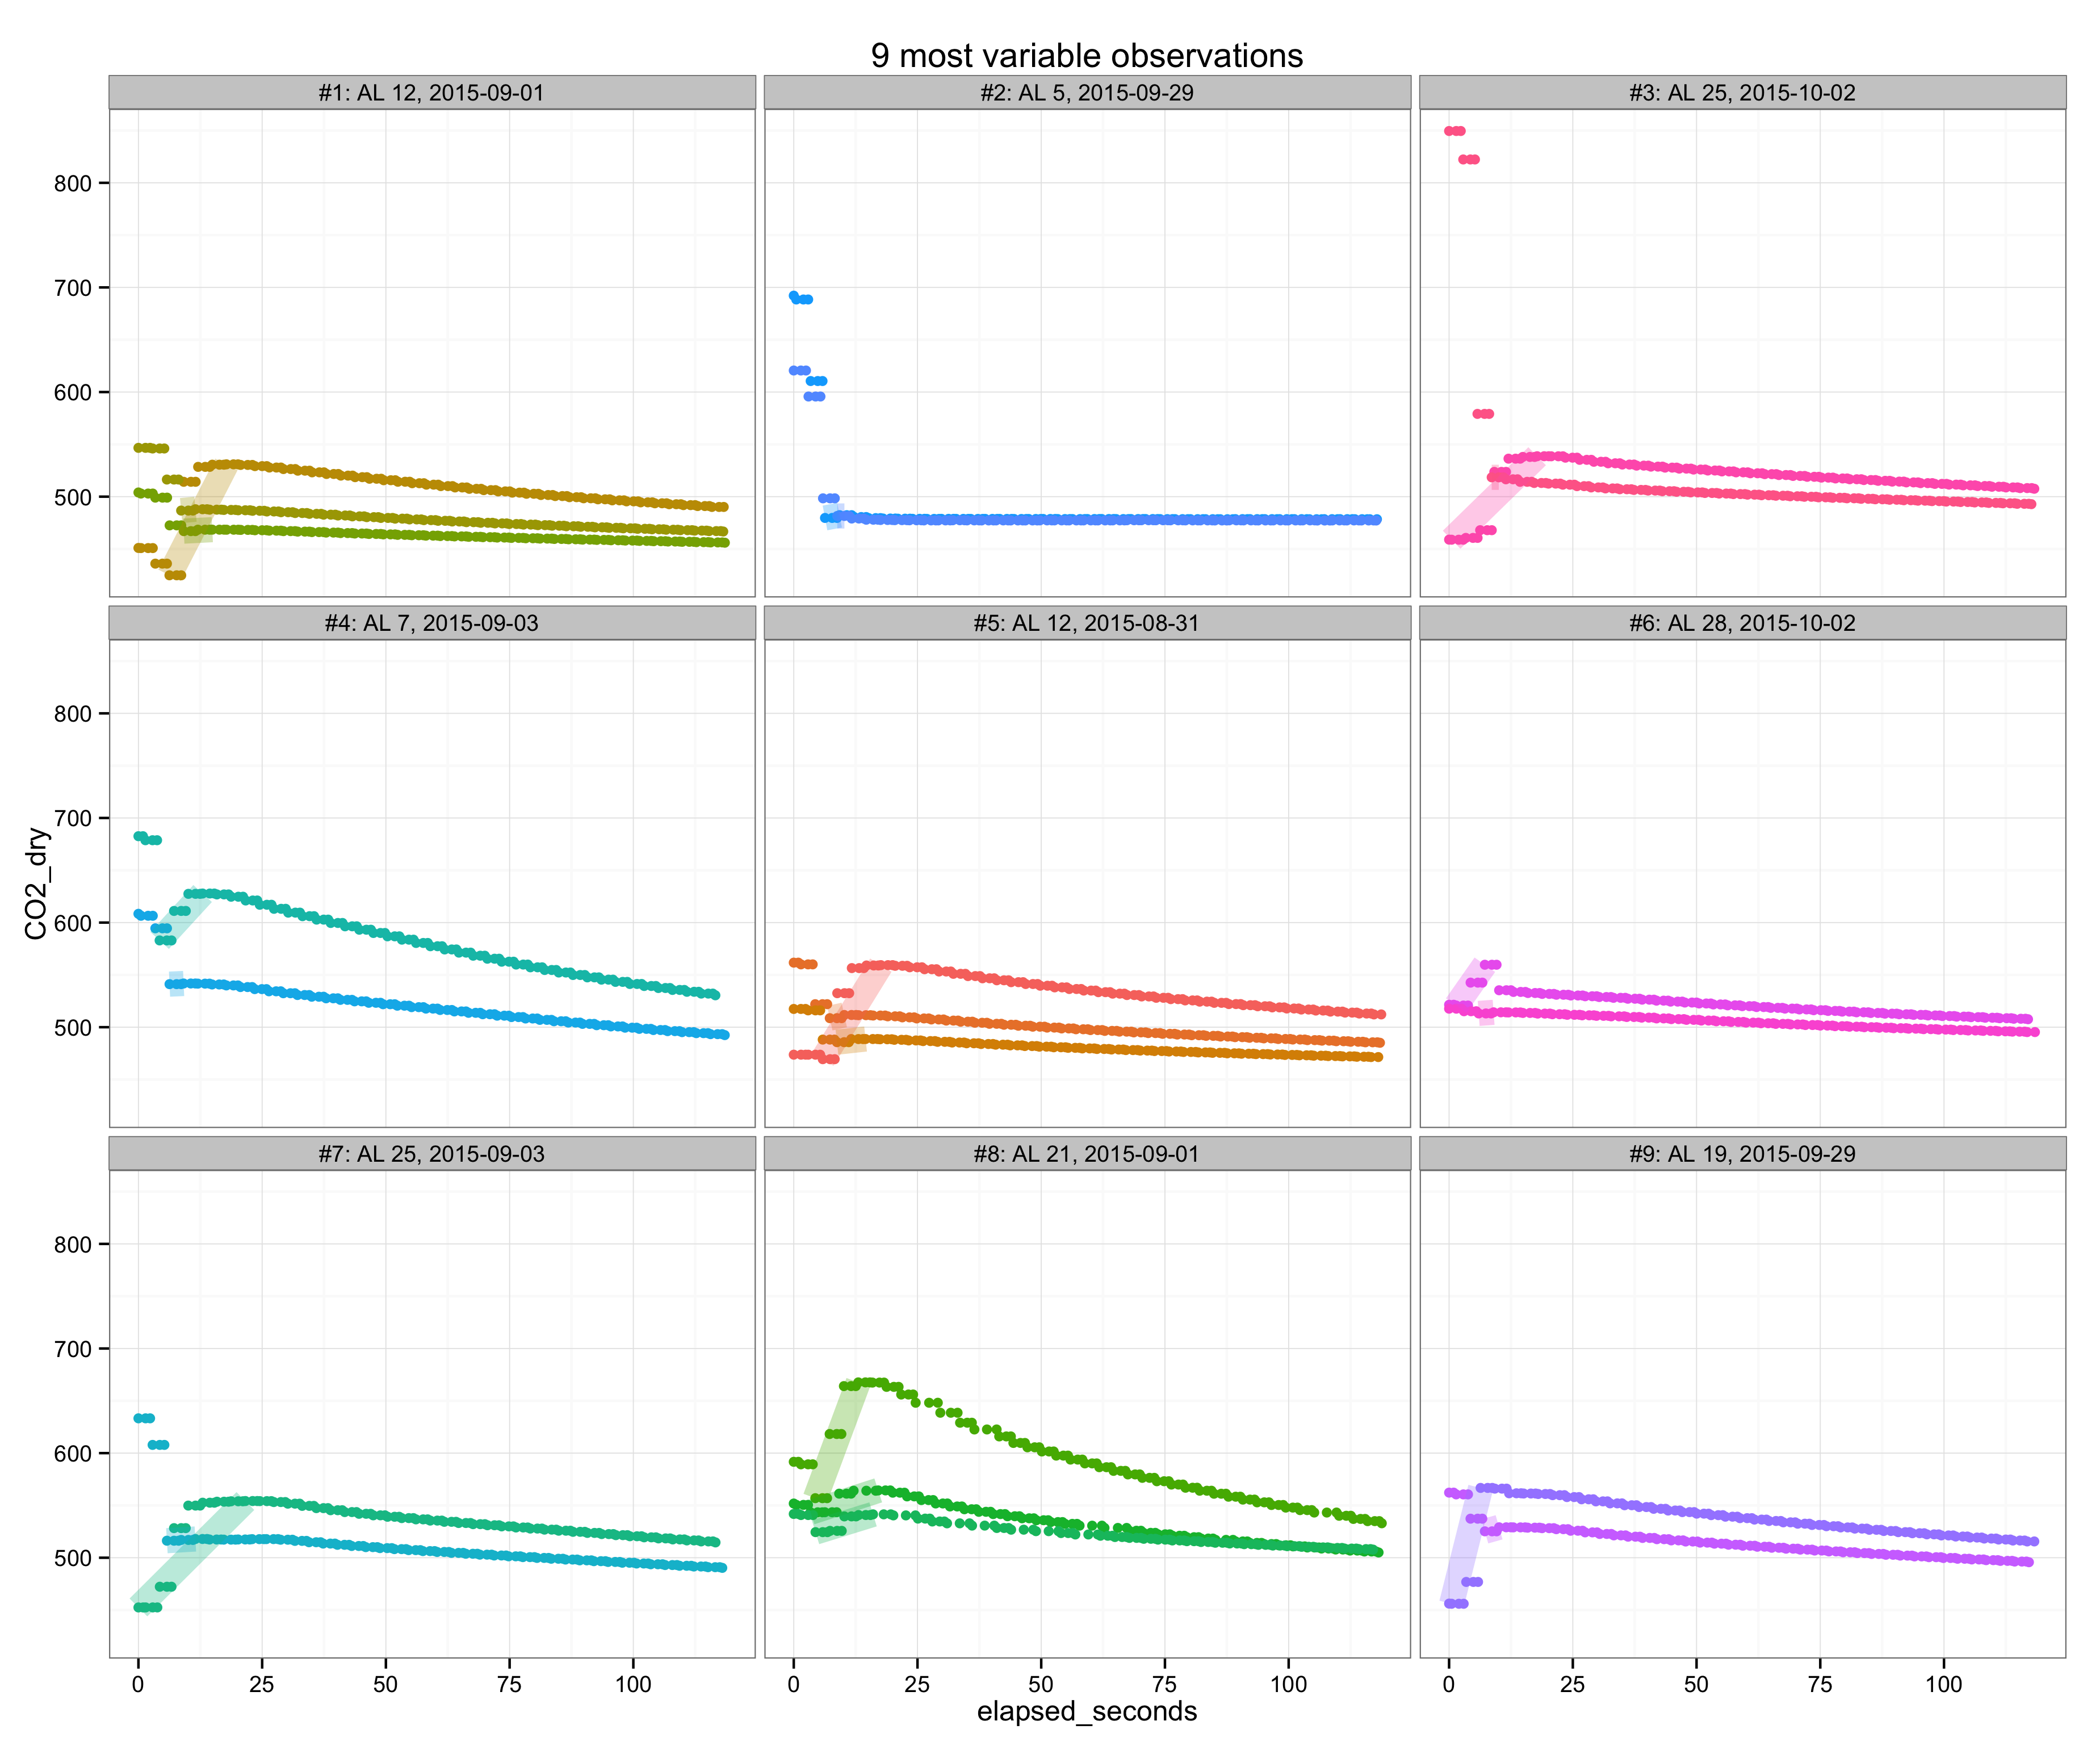 9 most variable observations
#1: AL 12, 2015-09-01
#2: AL 5, 2015-09-29
#3: AL 25, 2015-10-02
800
700
600
500
#4: AL 7, 2015-09-03
#5: AL 12, 2015-08-31
#6: AL 28, 2015-10-02
800
700
600
500
CO2_dry
#7: AL 25, 2015-09-03
#8: AL 21, 2015-09-01
#9: AL 19, 2015-09-29
800
700
600
500
0 25 50 75 100 0 25 50 75 100 0 25 50 75 100
elapsed_seconds